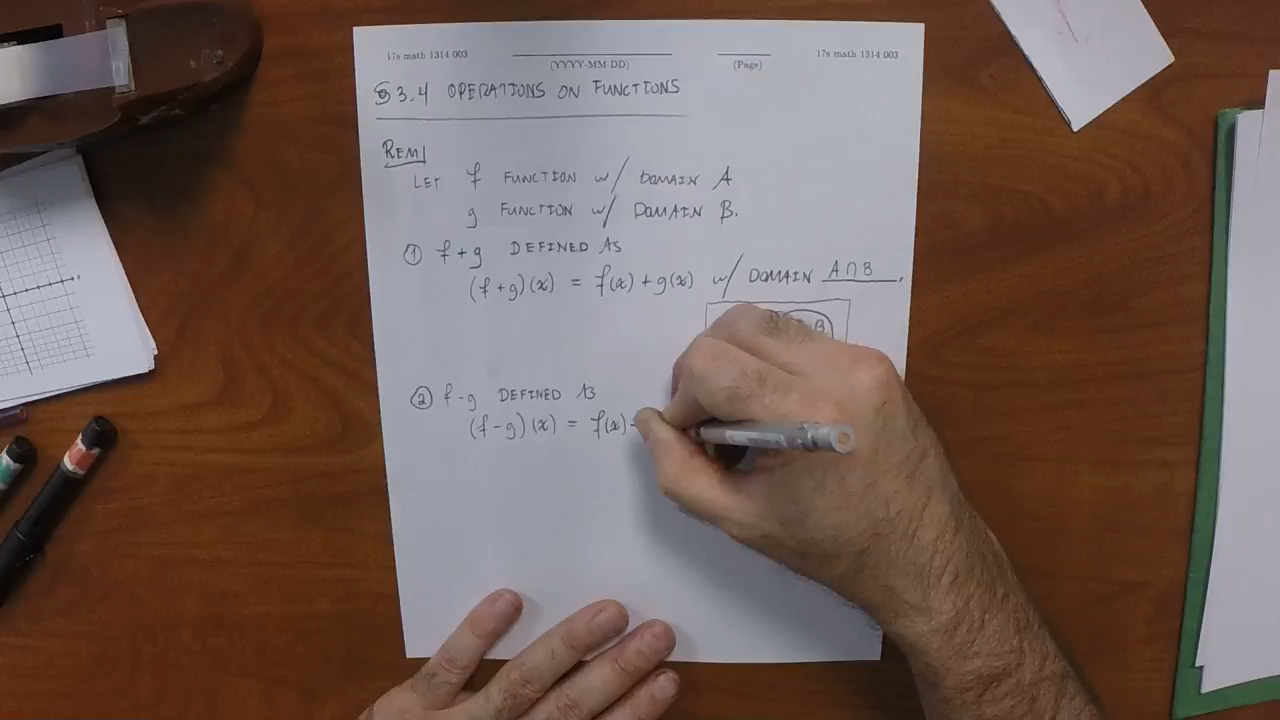 17s math 1314 003 (YYYY-MM-DD) (Page) 17s math 1314 003
§ 3.4 OPERATIONS ON FUNCTIONS
REM
LET f FUNCTION w/ DOMAIN A
g FUNCTION w/ DOMAIN B.
① f+g DEFINED AS
(f+g)(x) = f(x)+g(x) w/ DOMAIN A∩B.
B
② f-g DEFINED AS
(f-g)(x) = f(x)-